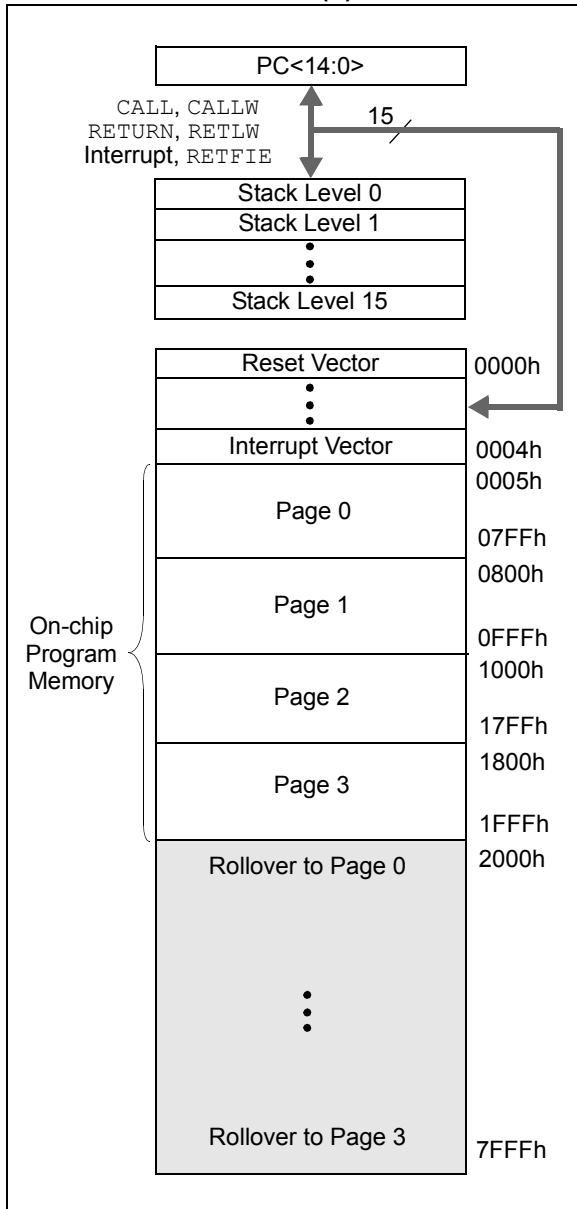 PC<14:0>
CALL, CALLW
RETURN, RETLW
Interrupt, RETFIE
15
Stack Level 0
Stack Level 1
Stack Level 15
Reset Vector
0000h
Interrupt Vector
0004h
0005h
Page 0
07FFh
0800h
Page 1
0FFFh
On-chip
Program
Memory
1000h
Page 2
17FFh
1800h
Page 3
1FFFh
Rollover to Page 0
2000h
Rollover to Page 3
7FFFh